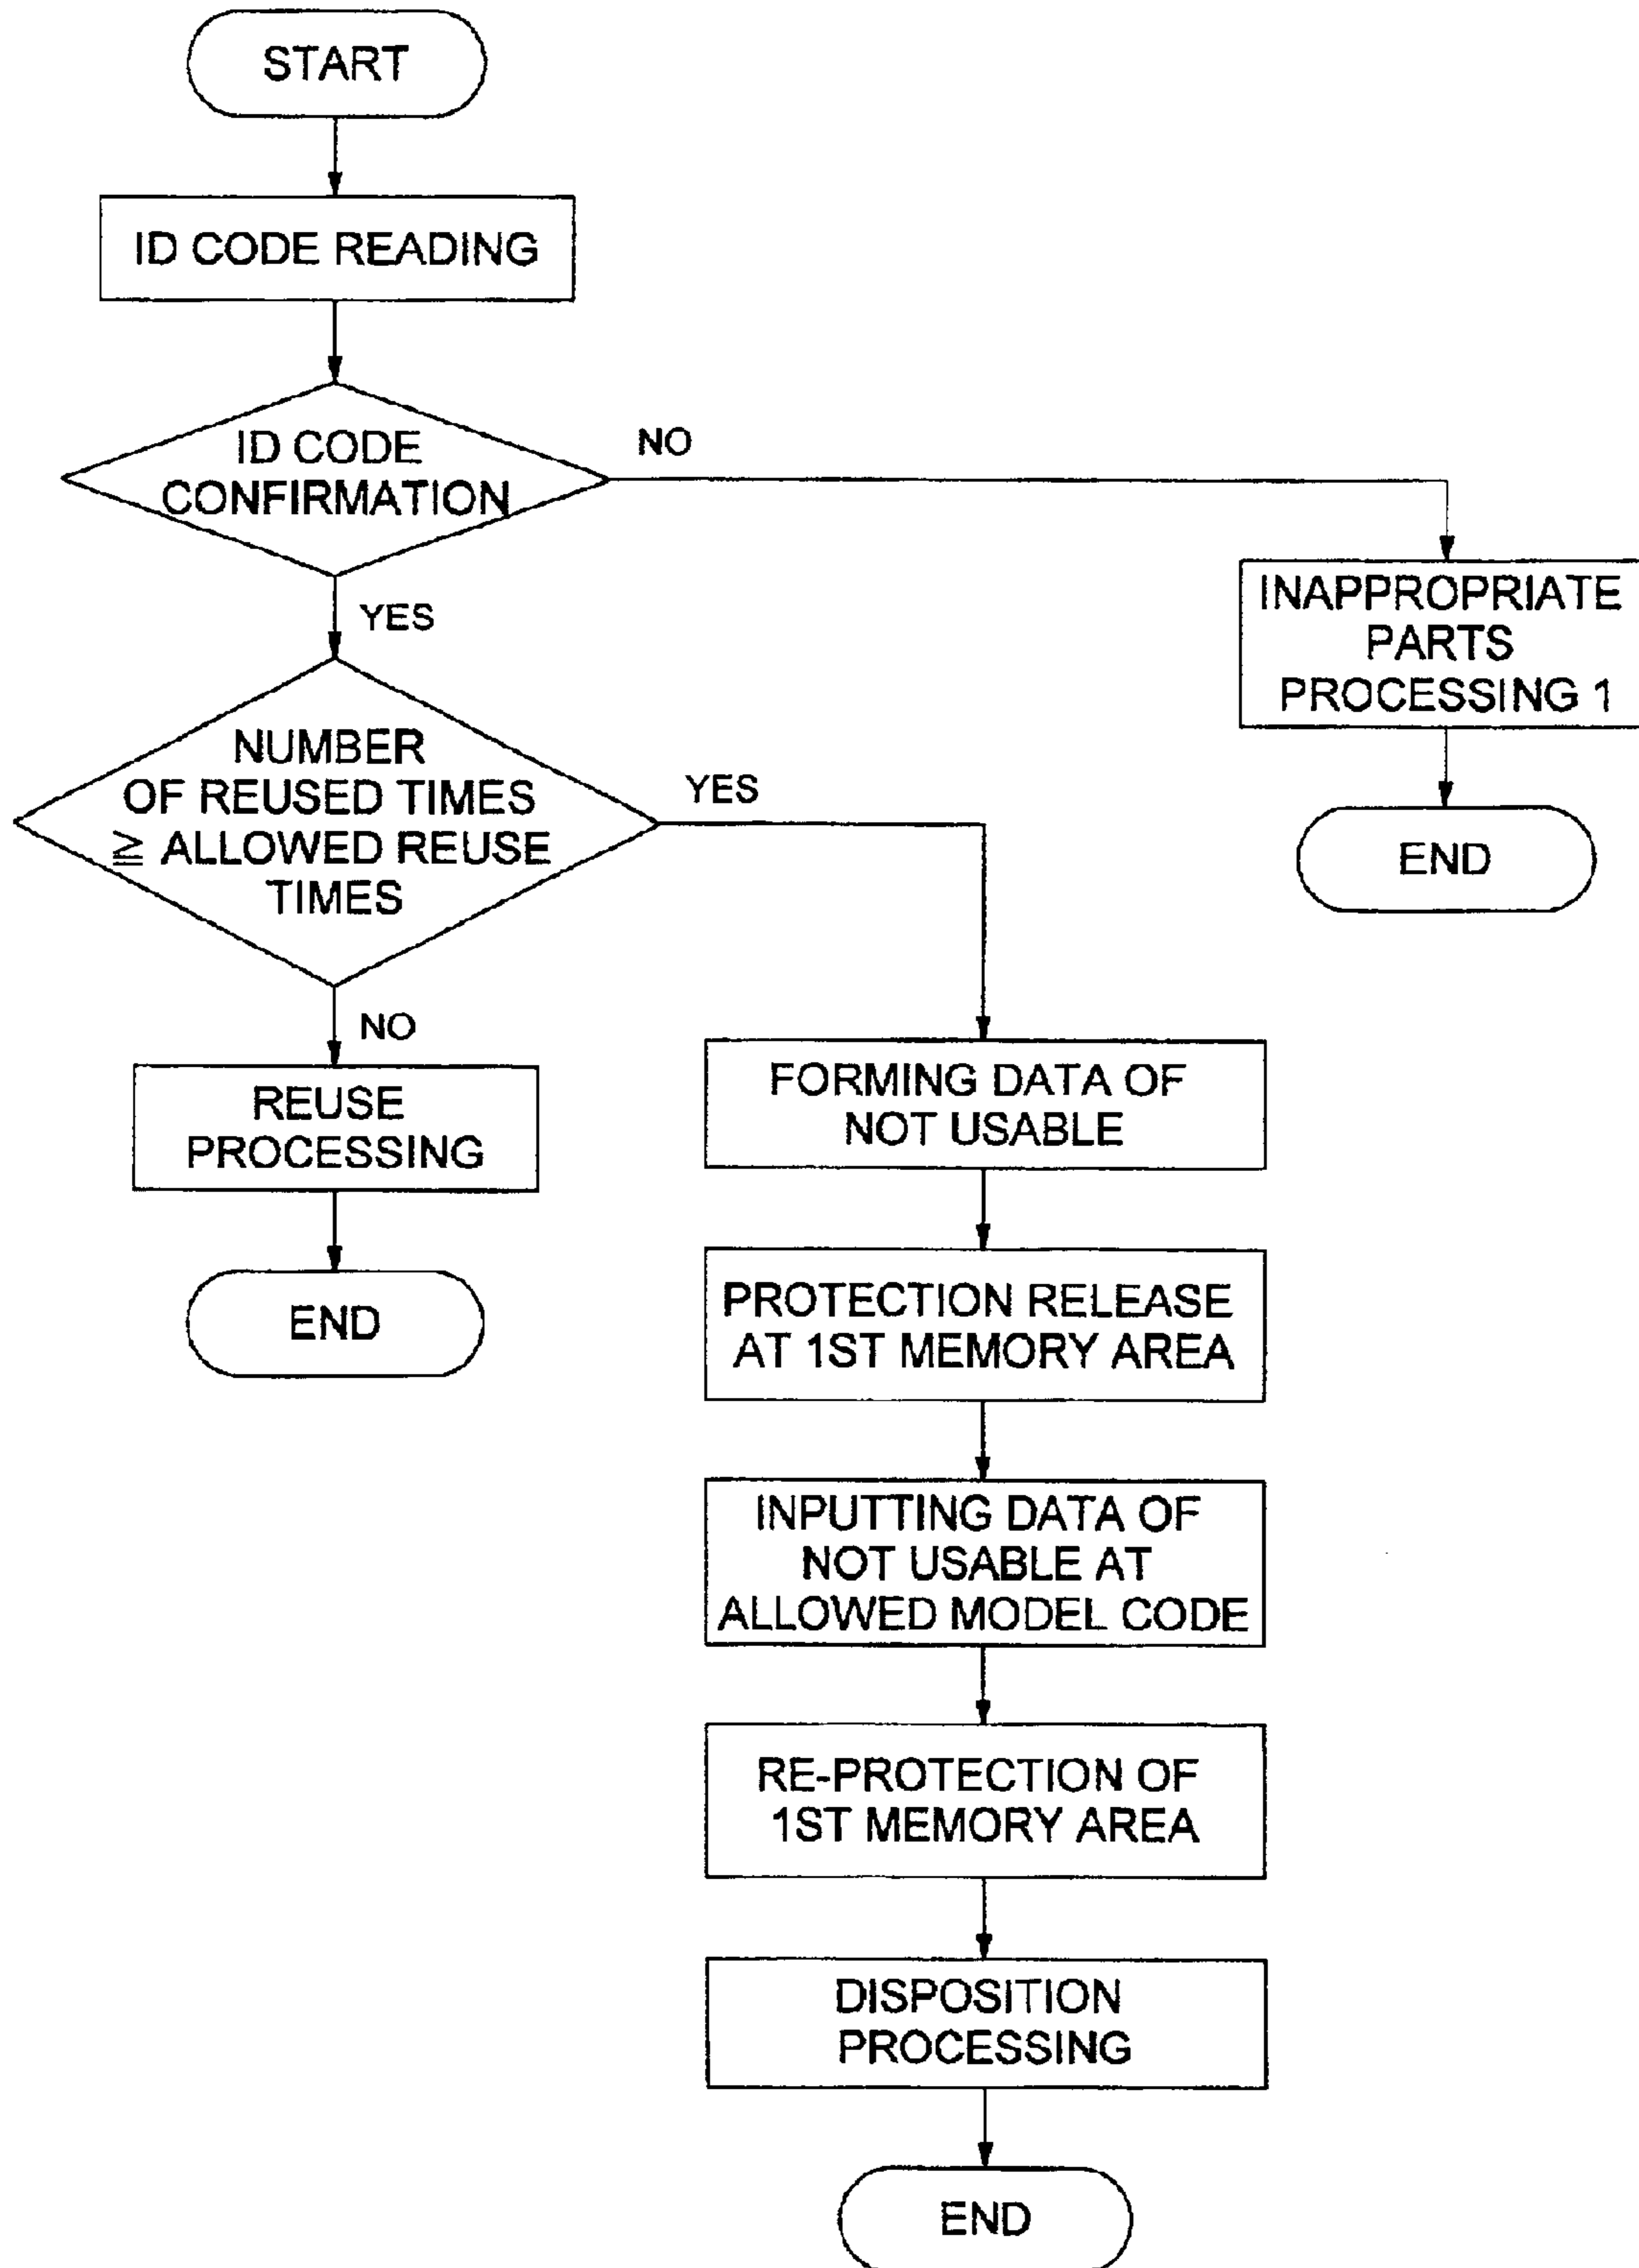 START
ID CODE READING
ID CODE
CONFIRMATION
NO
YES
INAPPROPRIATE
PARTS
PROCESSING 1
END
NUMBER
OF REUSED TIMES
≧ ALLOWED REUSE
TIMES
YES
NO
REUSE
PROCESSING
END
FORMING DATA OF
NOT USABLE
PROTECTION RELEASE
AT 1ST MEMORY AREA
INPUTTING DATA OF
NOT USABLE AT
ALLOWED MODEL CODE
RE-PROTECTION OF
1ST MEMORY AREA
DISPOSITION
PROCESSING
END